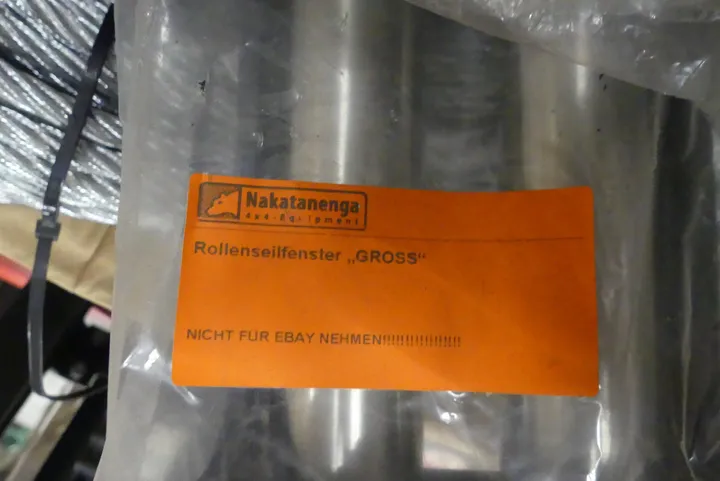 Nakatanenga
4x4-Equipment
Rollenseilfenster „GROSS“
NICHT FÜR EBAY NEHMEN!!!!!!!!!!!!!!!!!